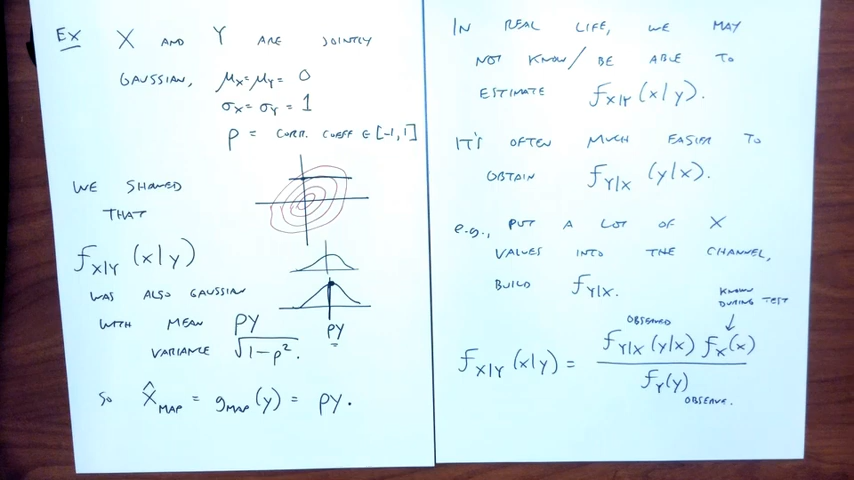 EX X AND Y ARE JOINTLY
GAUSSIAN, μX = μY = 0
σX = σY = 1
ρ = CORR. COEFF ∈ [-1,1]
WE SHOWED
THAT
fX|Y (x|y)
WAS ALSO GAUSSIAN
WITH MEAN ρy
VARIANCE √1-ρ².
ρy
SO X̂MAP = gMAP(y) = ρy.
IN REAL LIFE, WE MAY
NOT KNOW/BE ABLE TO
ESTIMATE fX|Y (x|y).
IT'S OFTEN MUCH EASIER TO
OBTAIN fY|X (y|x).
e.g., PUT A LOT OF X
VALUES INTO THE CHANNEL,
BUILD fY|X.
KNOWN
DURING TEST
OBSERVED
fX|Y (x|y) = fY|X (y|x) fX(x)
fY(y)
OBSERVE.